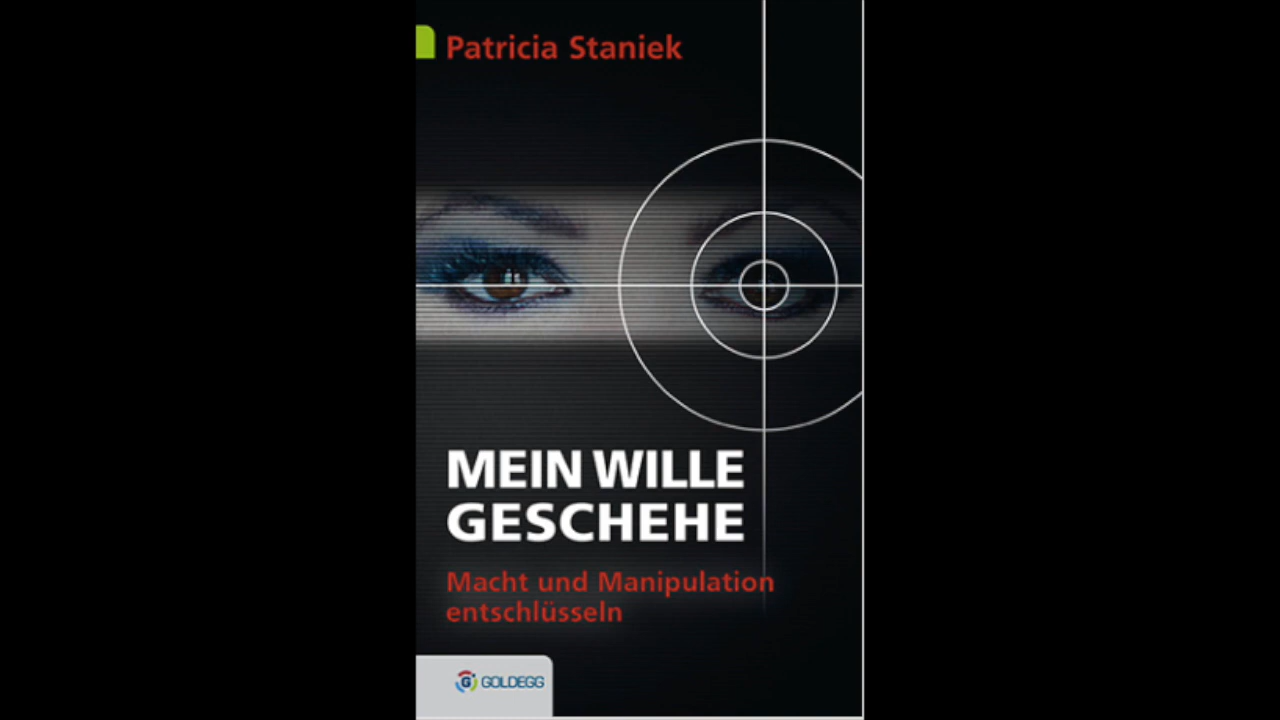 Patricia Staniek
MEIN WILLE
GESCHEHE
Macht und Manipulation
entschlüsseln
G GOLDEGG